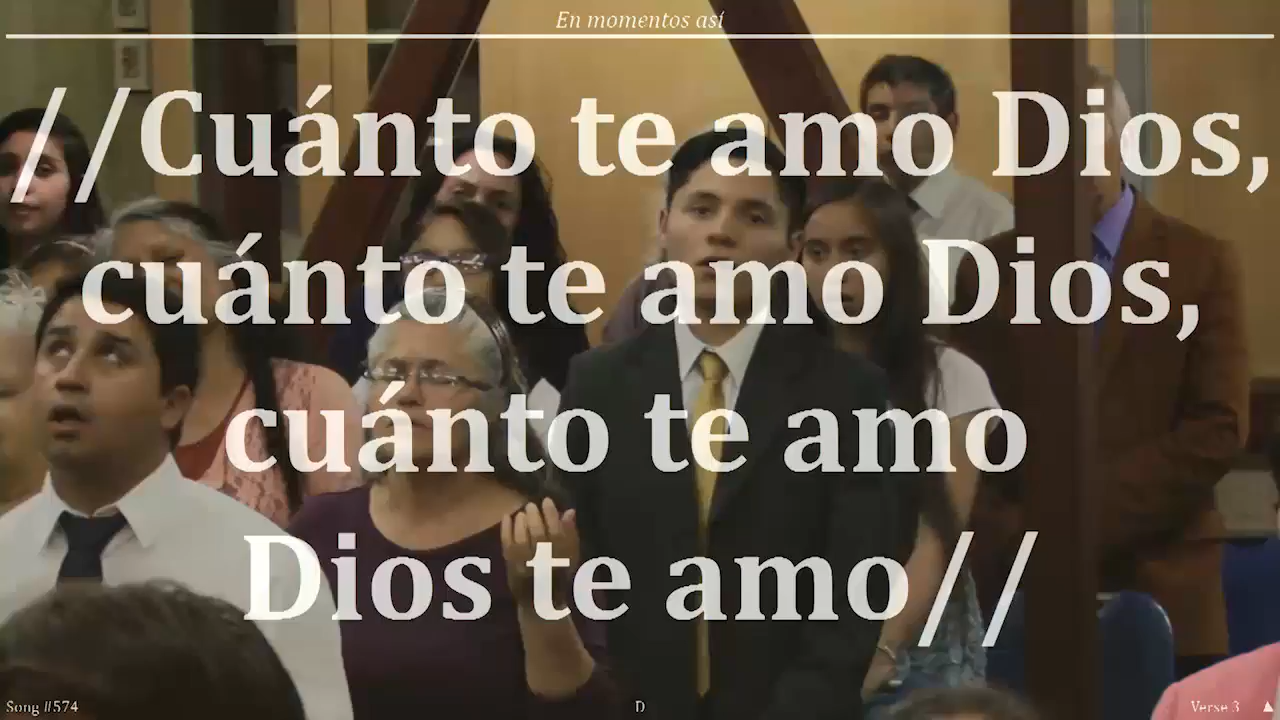 En momentos así
//Cuánto te amo Dios,
cuánto te amo Dios,
cuánto te amo
Dios te amo//
Song #574
D
Verse 3